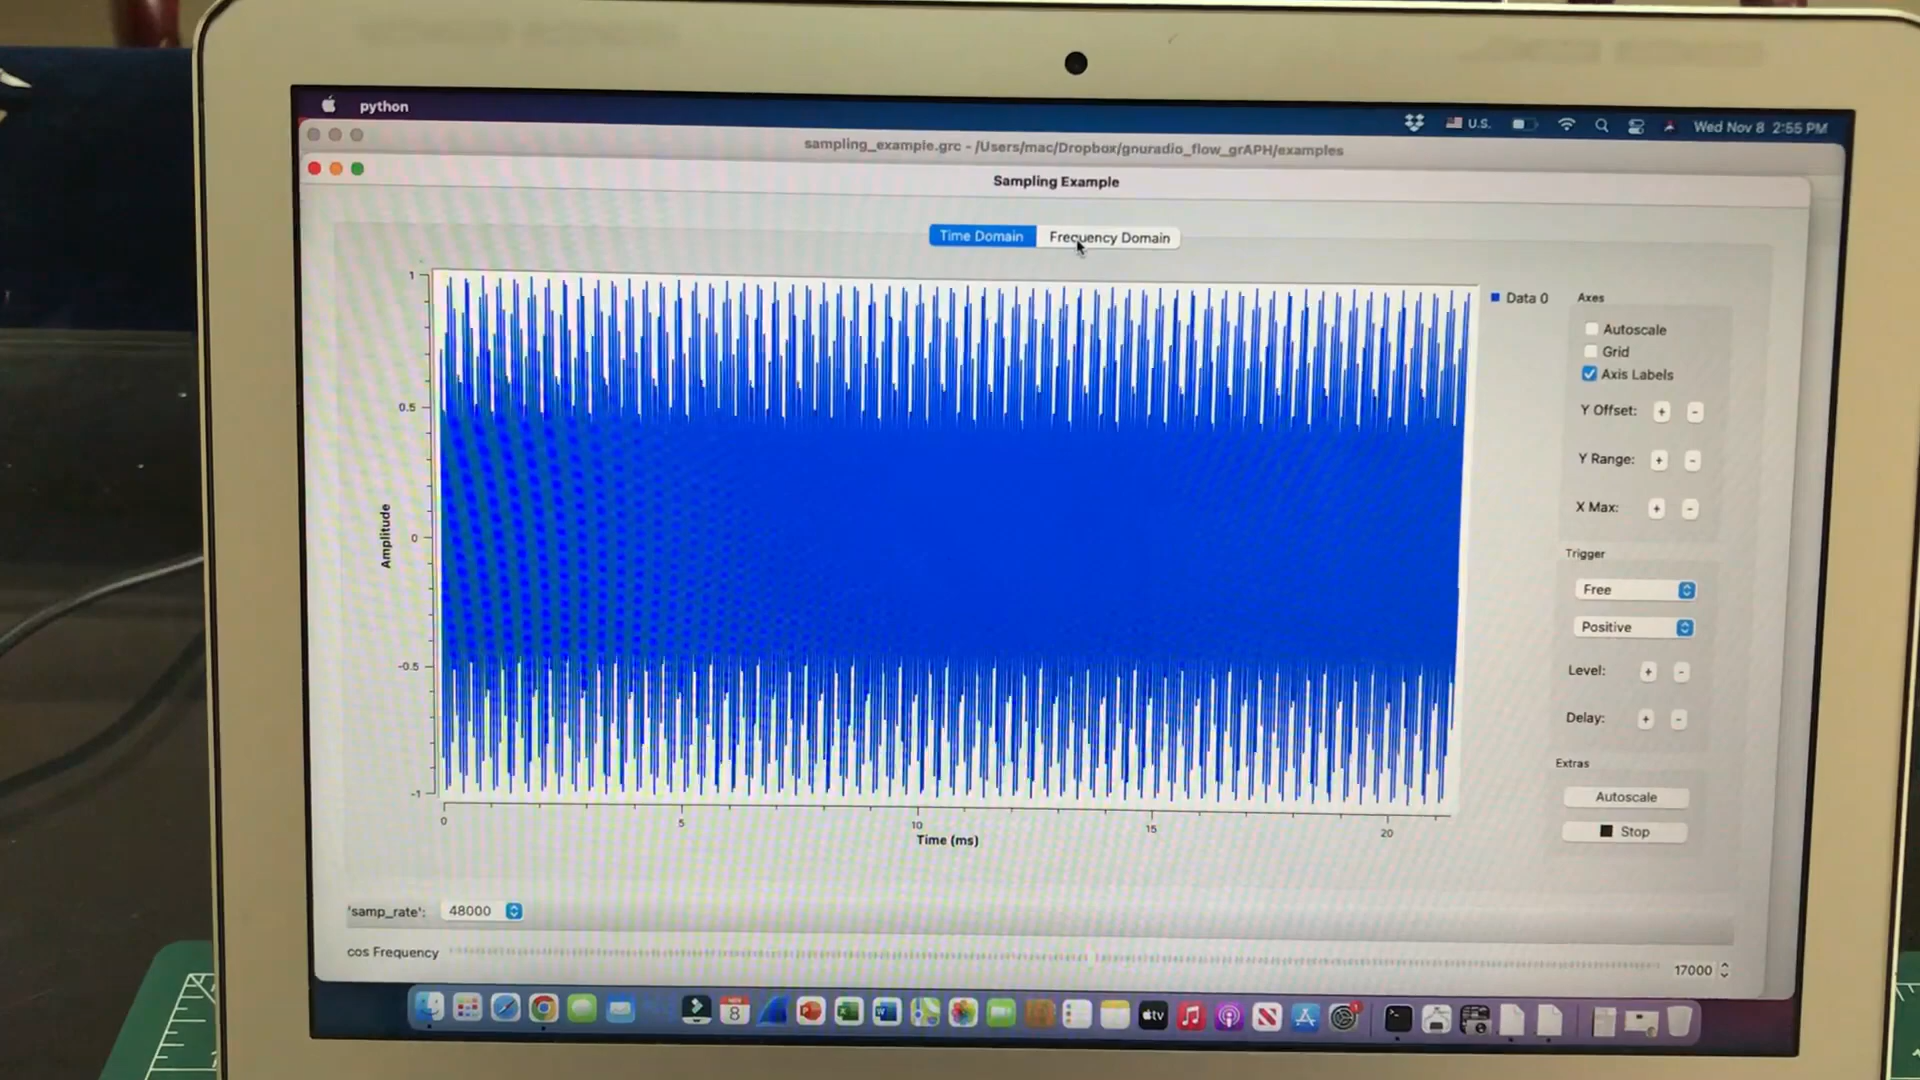 python
U.S.
Wed Nov 8 2:55 PM
sampling_example.grc - /Users/mac/Dropbox/gnuradio_flow_grAPH/examples
Sampling Example
Time Domain
Frequency Domain
1
0.5
0
-0.5
-1
Amplitude
0
5
10
15
20
Time (ms)
Data 0
Axes
Autoscale
Grid
Axis Labels
Y Offset: + -
Y Range: + -
X Max: + -
Trigger
Free
Positive
Level: + -
Delay: + -
Extras
Autoscale
Stop
'samp_rate': 48000
cos Frequency
17000
NOV
8
tv